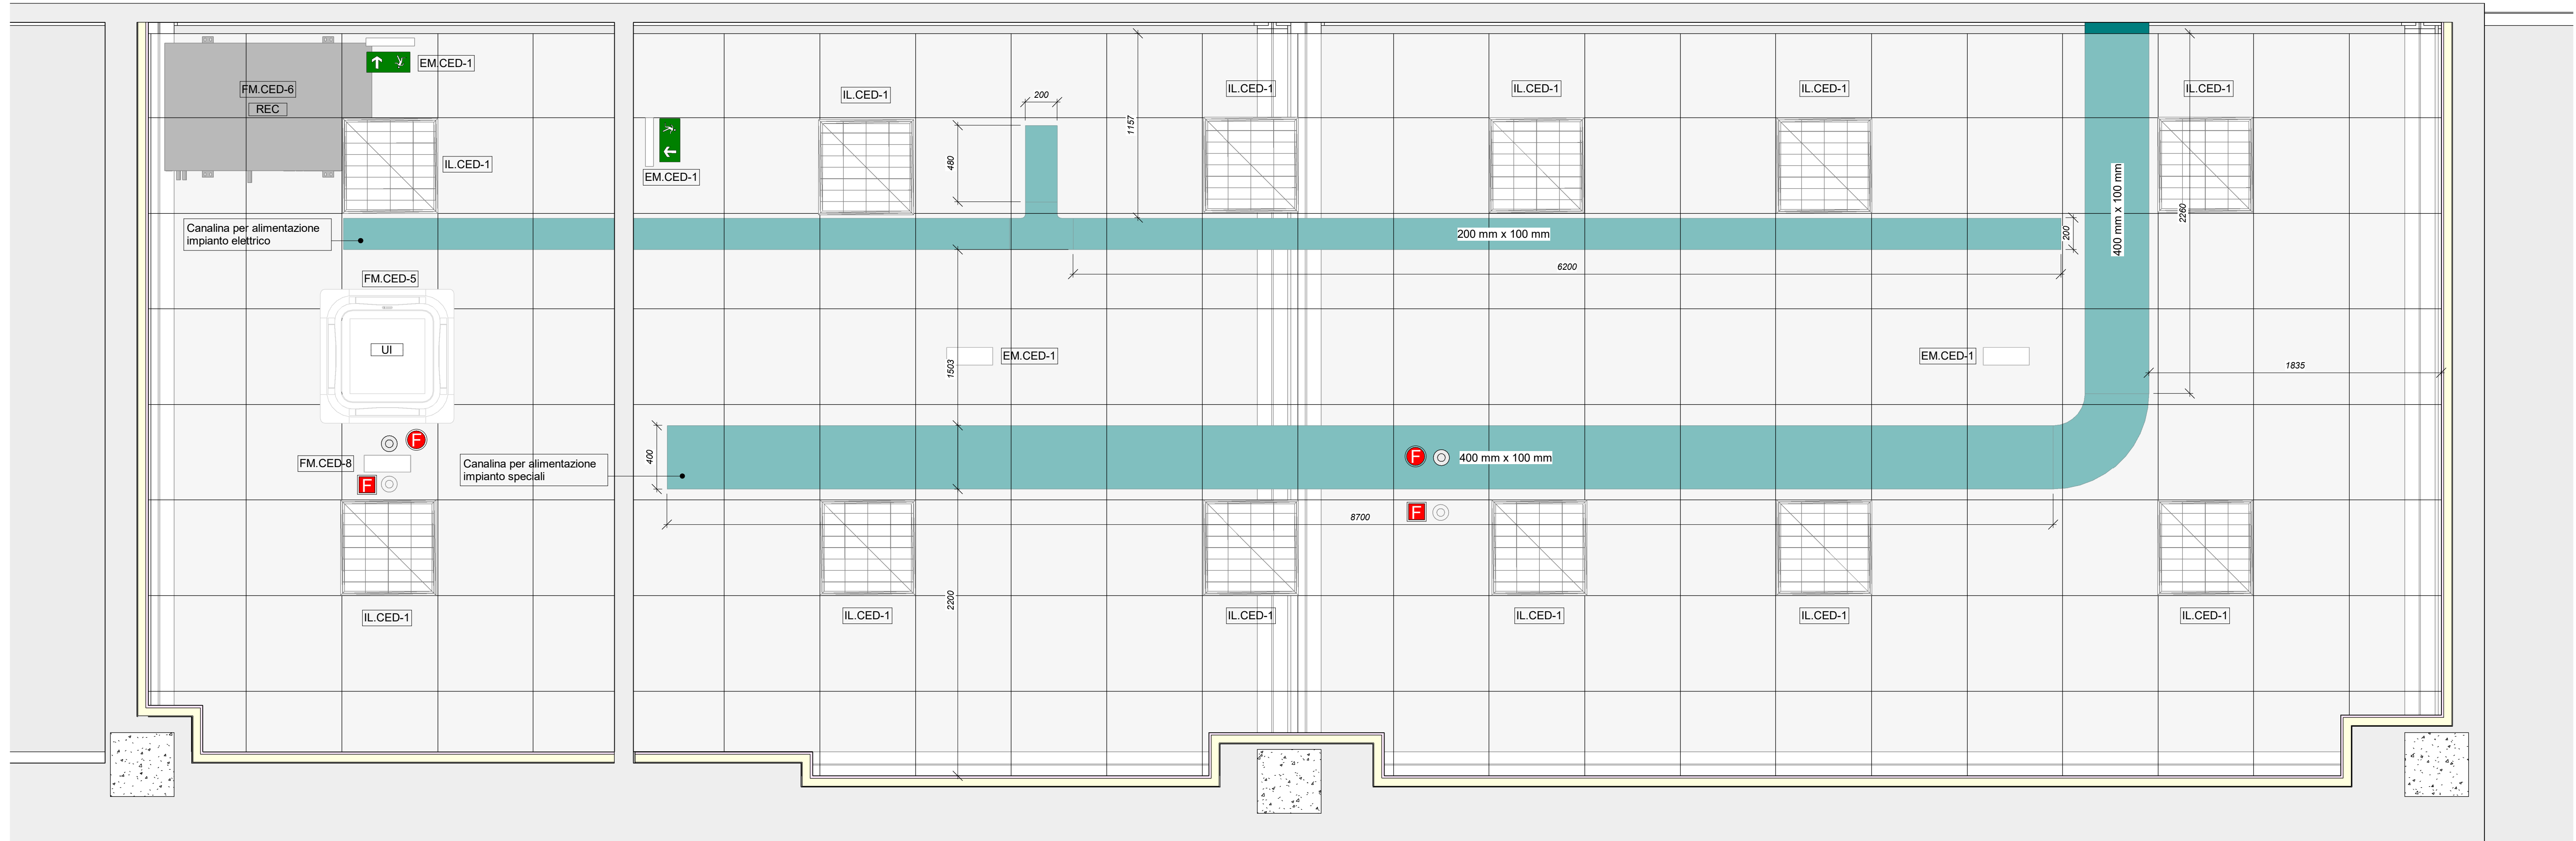 EM.CED-1
FM.CED-6
REC
IL.CED-1
IL.CED-1
IL.CED-1
IL.CED-1
IL.CED-1
200
1157
480
IL.CED-1
EM.CED-1
400 mm x 100 mm
2260
Canalina per alimentazione
impianto elettrico
200 mm x 100 mm
200
6200
FM.CED-5
UI
EM.CED-1
EM.CED-1
1503
1835
F
FM.CED-8
F
Canalina per alimentazione
impianto speciali
400
F
400 mm x 100 mm
F
8700
2200
IL.CED-1
IL.CED-1
IL.CED-1
IL.CED-1
IL.CED-1
IL.CED-1